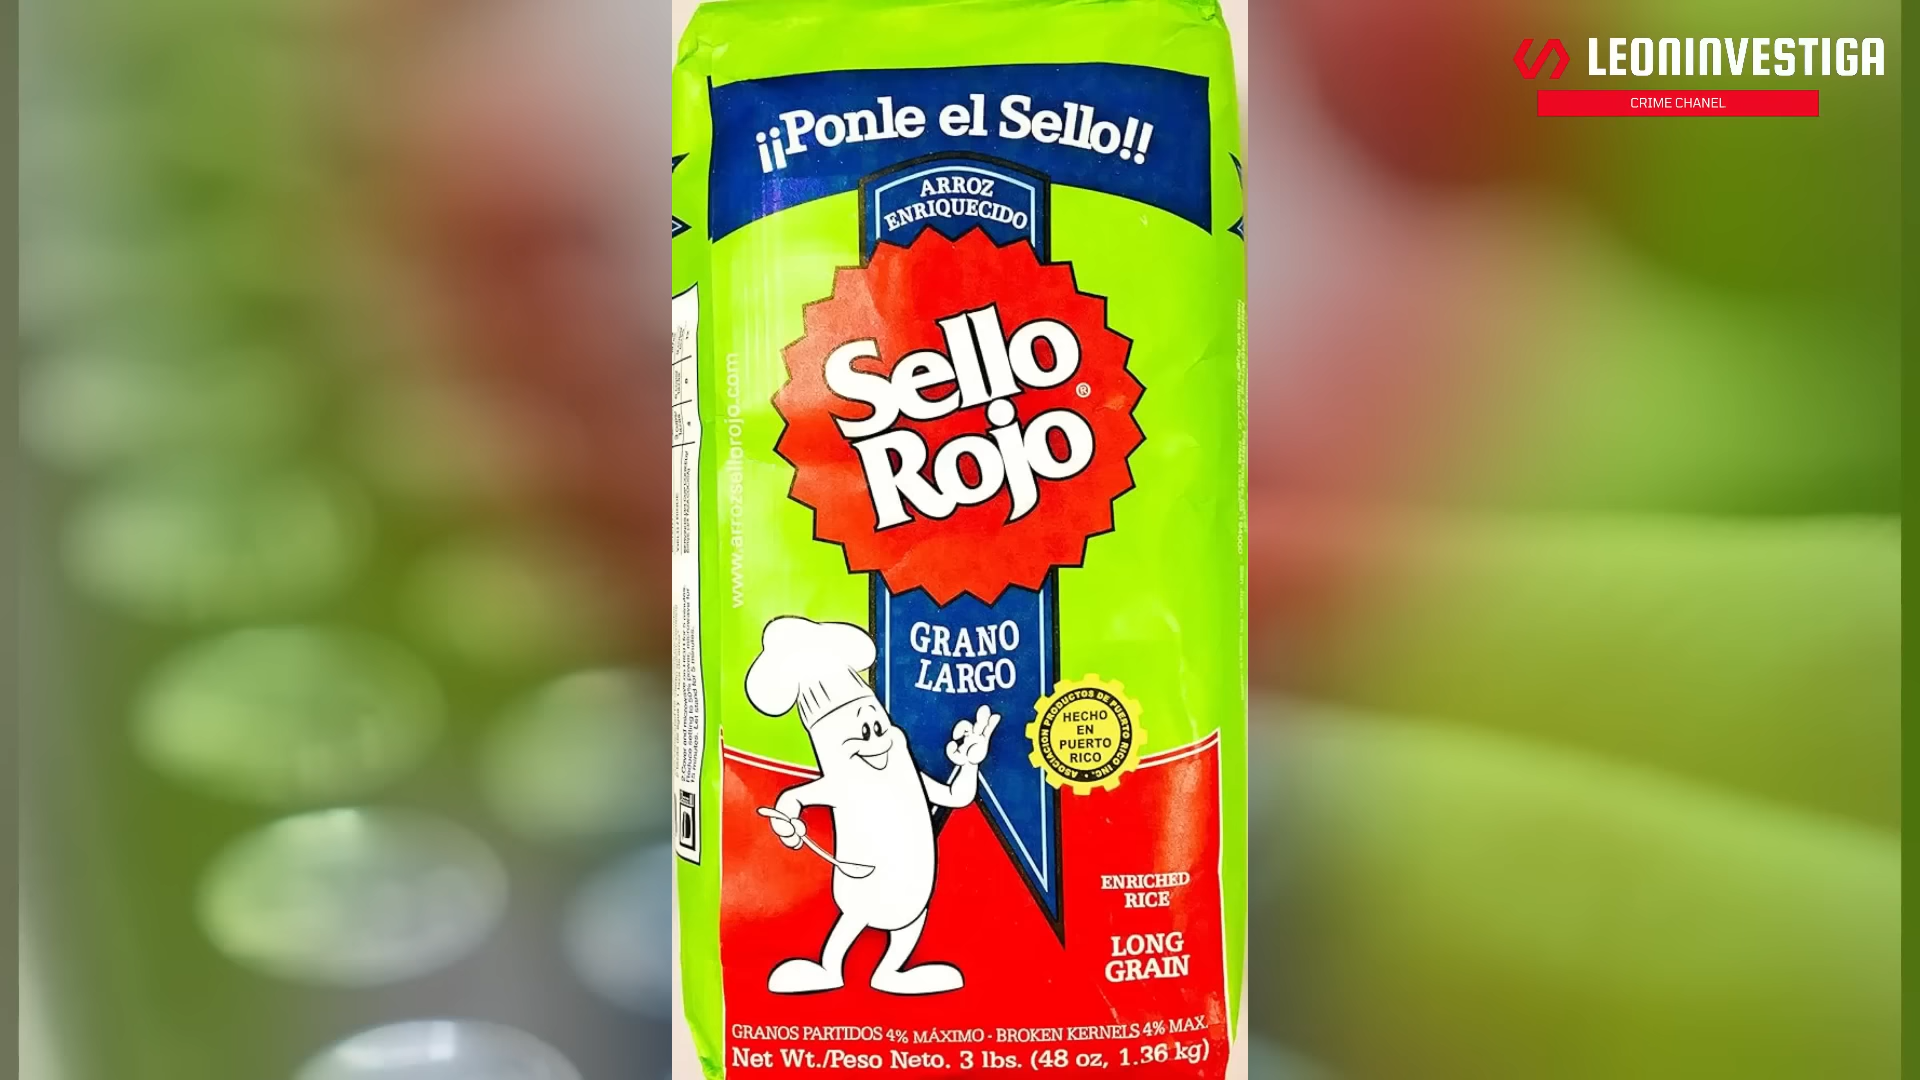 LEONINVESTIGA
CRIME CHANEL
¡¡Ponle el Sello!!
ARROZ
ENRIQUECIDO
Sello
Rojo
®
www.arrozsellorojo.com
GRANO
LARGO
ASOCIACION PRODUCTOS DE PUERTO RICO INC.
HECHO
EN
PUERTO
RICO
ENRICHED
RICE
LONG
GRAIN
GRANOS PARTIDOS 4% MÁXIMO - BROKEN KERNELS 4% MAX.
Net Wt./Peso Neto. 3 lbs. (48 oz, 1.36 kg)